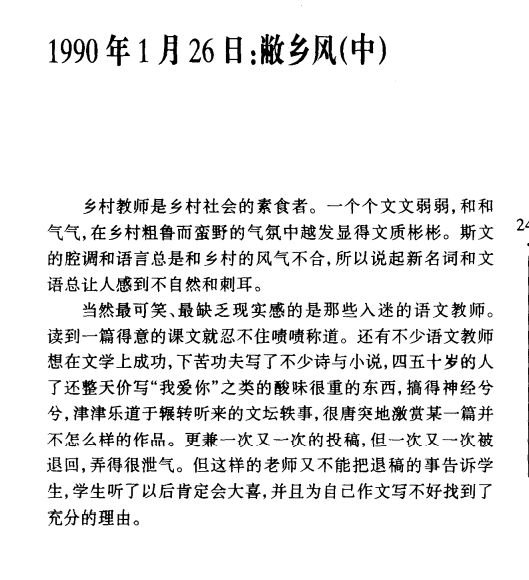 1990年1月26日:敝乡风(中)
乡村教师是乡村社会的素食者。一个个文文弱弱,和和
气气,在乡村粗鲁而蛮野的气氛中越发显得文质彬彬。斯文
的腔调和语言总是和乡村的风气不合,所以说起新名词和文
语总让人感到不自然和刺耳。
当然最可笑、最缺乏现实感的是那些入迷的语文教师。
读到一篇得意的课文就忍不住啧啧称道。还有不少语文教师
想在文学上成功,下苦功夫写了不少诗与小说,四五十岁的人
了还整天价写“我爱你”之类的酸味很重的东西,搞得神经兮
兮,津津乐道于辗转听来的文坛轶事,很唐突地激赏某一篇并
不怎么样的作品。更兼一次又一次的投稿,但一次又一次被
退回,弄得很泄气。但这样的老师又不能把退稿的事告诉学
生,学生听了以后肯定会大喜,并且为自己作文写不好找到了
充分的理由。